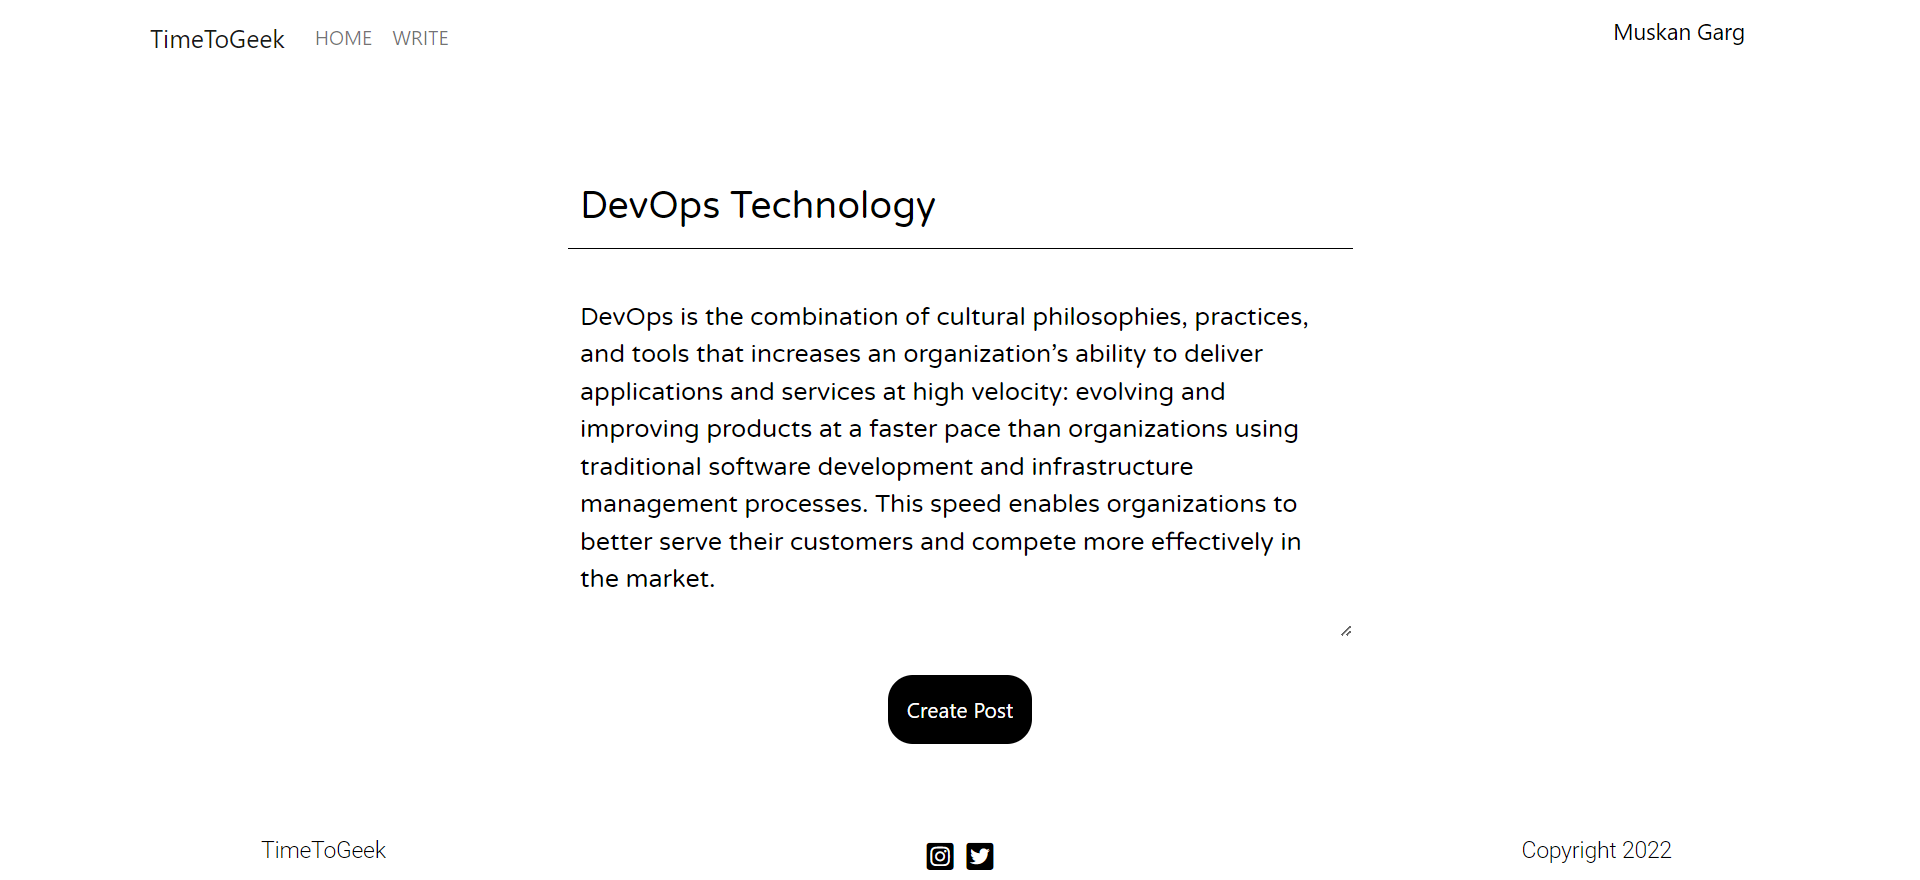 TimeToGeek HOME WRITE Muskan Garg
DevOps Technology
DevOps is the combination of cultural philosophies, practices,
and tools that increases an organization’s ability to deliver
applications and services at high velocity: evolving and
improving products at a faster pace than organizations using
traditional software development and infrastructure
management processes. This speed enables organizations to
better serve their customers and compete more effectively in
the market.
Create Post
TimeToGeek Copyright 2022